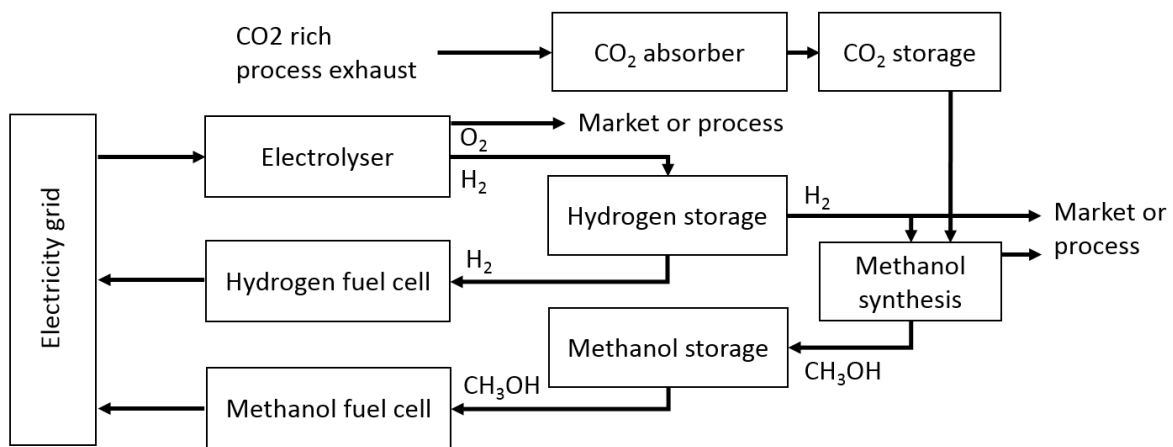 CO2 rich
process exhaust
CO₂ absorber
CO₂ storage
Electricity grid
Electrolyser
O₂
H₂
Market or process
Hydrogen storage
H₂
Market or
process
Hydrogen fuel cell
H₂
Methanol
synthesis
Methanol storage
CH₃OH
Methanol fuel cell
CH₃OH